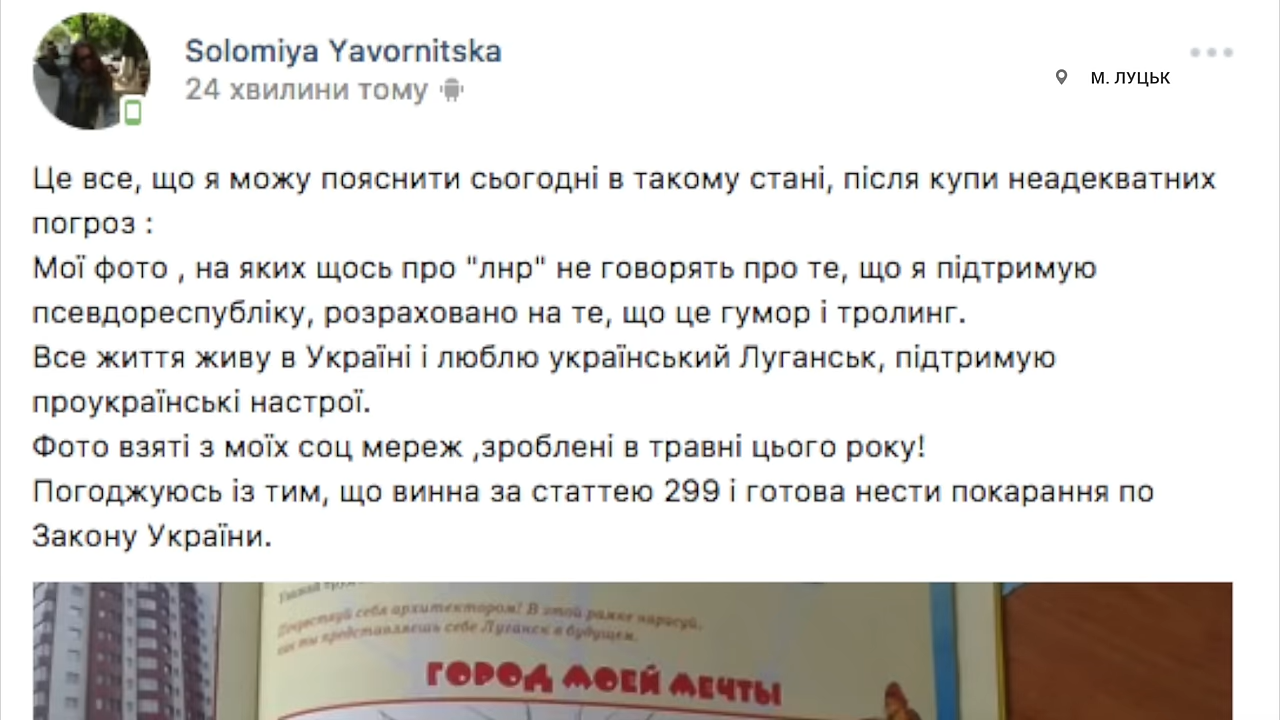 Solomiya Yavornitska
24 хвилини тому
М. ЛУЦЬК
Це все, що я можу пояснити сьогодні в такому стані, після купи неадекватних
погроз :
Мої фото , на яких щось про "лнр" не говорять про те, що я підтримую
псевдореспубліку, розраховано на те, що це гумор і тролинг.
Все життя живу в Україні і люблю український Луганськ, підтримую
проукраїнські настрої.
Фото взяті з моїх соц мереж ,зроблені в травні цього року!
Погоджуюсь із тим, що винна за статтею 299 і готова нести покарання по
Закону України.
себя архитектором! В этой рамке нарисуй,
как ты представляешь себе Луганск в будущем.
ГОРОД МОЕЙ МЕЧТЫ